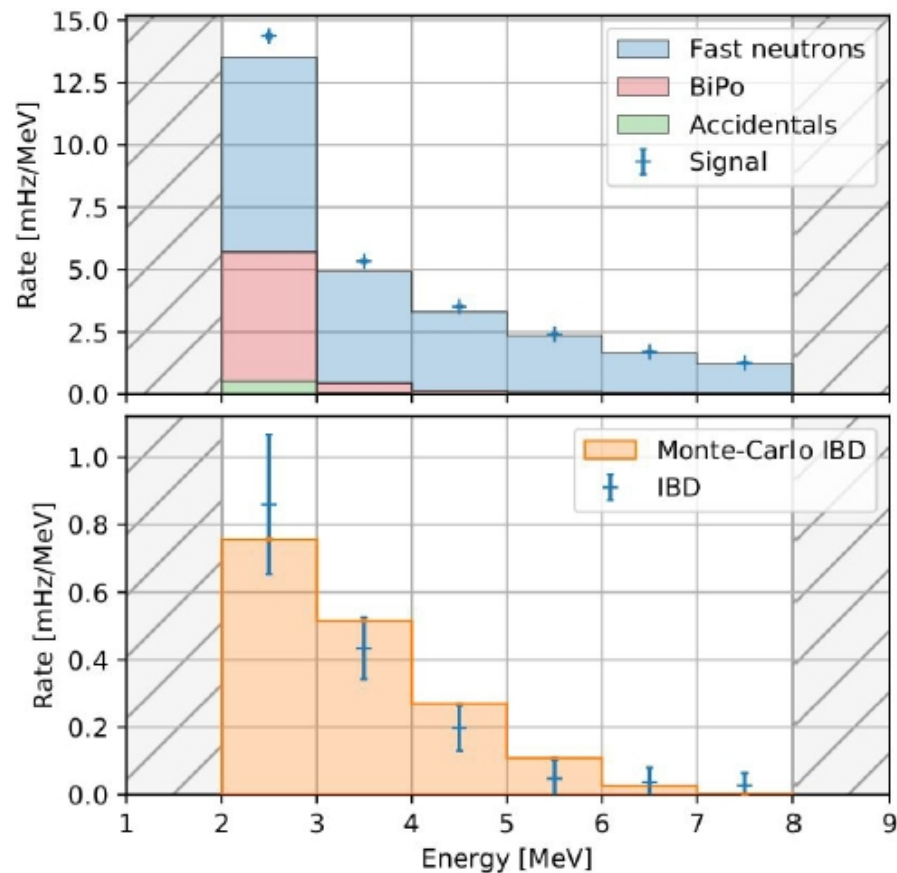 15.0
12.5
10.0
7.5
5.0
2.5
0.0
Rate [mHz/MeV]
Fast neutrons
BiPo
Accidentals
Signal
1.0
0.8
0.6
0.4
0.2
0.0
Rate [mHz/MeV]
Monte-Carlo IBD
IBD
1 2 3 4 5 6 7 8 9
Energy [MeV]